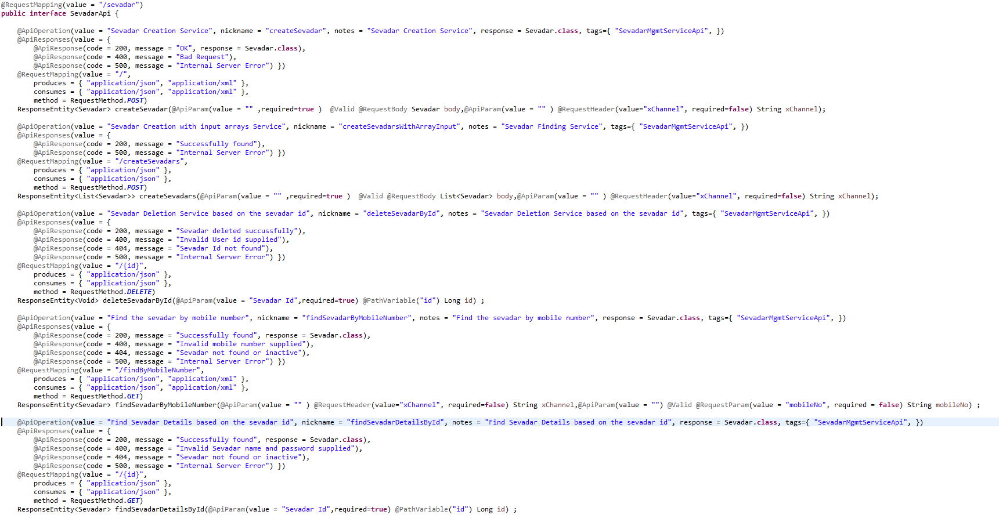 @RequestMapping(value = "/sevadar")
public interface SevadarApi {
@ApiOperation(value = "Sevadar Creation Service", nickname = "createSevadar", notes = "Sevadar Creation Service", response = Sevadar.class, tags={ "SevadarMgmtServiceApi", })
@ApiResponses(value = {
@ApiResponse(code = 200, message = "OK", response = Sevadar.class),
@ApiResponse(code = 400, message = "Bad Request"),
@ApiResponse(code = 500, message = "Internal Server Error") })
@RequestMapping(value = "/",
produces = { "application/json", "application/xml" },
consumes = { "application/json", "application/xml" },
method = RequestMethod.POST)
ResponseEntity<Sevadar> createSevadar(@ApiParam(value = "" ,required=true )  @Valid @RequestBody Sevadar body,@ApiParam(value = "" ) @RequestHeader(value="xChannel", required=false) String xChannel);
@ApiOperation(value = "Sevadar Creation with input arrays Service", nickname = "createSevadarsWithArrayInput", notes = "Sevadar Finding Service", tags={ "SevadarMgmtServiceApi", })
@ApiResponses(value = {
@ApiResponse(code = 200, message = "Successfully found"),
@ApiResponse(code = 500, message = "Internal Server Error") })
@RequestMapping(value = "/createSevadars",
produces = { "application/json" },
consumes = { "application/json" },
method = RequestMethod.POST)
ResponseEntity<List<Sevadar>> createSevadars(@ApiParam(value = "" ,required=true )  @Valid @RequestBody List<Sevadar> body,@ApiParam(value = "" ) @RequestHeader(value="xChannel", required=false) String xChannel);
@ApiOperation(value = "Sevadar Deletion Service based on the sevadar id", nickname = "deleteSevadarById", notes = "Sevadar Deletion Service based on the sevadar id", tags={ "SevadarMgmtServiceApi", })
@ApiResponses(value = {
@ApiResponse(code = 200, message = "Sevadar deleted succussfully"),
@ApiResponse(code = 400, message = "Invalid User id supplied"),
@ApiResponse(code = 404, message = "Sevadar Id not found"),
@ApiResponse(code = 500, message = "Internal Server Error") })
@RequestMapping(value = "/{id}",
produces = { "application/json" },
consumes = { "application/json" },
method = RequestMethod.DELETE)
ResponseEntity<Void> deleteSevadarById(@ApiParam(value = "Sevadar Id",required=true) @PathVariable("id") Long id) ;
@ApiOperation(value = "Find the sevadar by mobile number", nickname = "findSevadarByMobileNumber", notes = "Find the sevadar by mobile number", response = Sevadar.class, tags={ "SevadarMgmtServiceApi", })
@ApiResponses(value = {
@ApiResponse(code = 200, message = "Successfully found", response = Sevadar.class),
@ApiResponse(code = 400, message = "Invalid mobile number supplied"),
@ApiResponse(code = 404, message = "Sevadar not found or inactive"),
@ApiResponse(code = 500, message = "Internal Server Error") })
@RequestMapping(value = "/findByMobileNumber",
produces = { "application/json", "application/xml" },
consumes = { "application/json", "application/xml" },
method = RequestMethod.GET)
ResponseEntity<Sevadar> findSevadarByMobileNumber(@ApiParam(value = "" ) @RequestHeader(value="xChannel", required=false) String xChannel,@ApiParam(value = "") @Valid @RequestParam(value = "mobileNo", required = false) String mobileNo) ;
@ApiOperation(value = "Find Sevadar Details based on the sevadar id", nickname = "findSevadarDetailsById", notes = "Find Sevadar Details based on the sevadar id", response = Sevadar.class, tags={ "SevadarMgmtServiceApi", })
@ApiResponses(value = {
@ApiResponse(code = 200, message = "Successfully found", response = Sevadar.class),
@ApiResponse(code = 400, message = "Invalid Sevadar name and password supplied"),
@ApiResponse(code = 404, message = "Sevadar not found or inactive"),
@ApiResponse(code = 500, message = "Internal Server Error") })
@RequestMapping(value = "/{id}",
produces = { "application/json" },
consumes = { "application/json" },
method = RequestMethod.GET)
ResponseEntity<Sevadar> findSevadarDetailsById(@ApiParam(value = "Sevadar Id",required=true) @PathVariable("id") Long id) ;